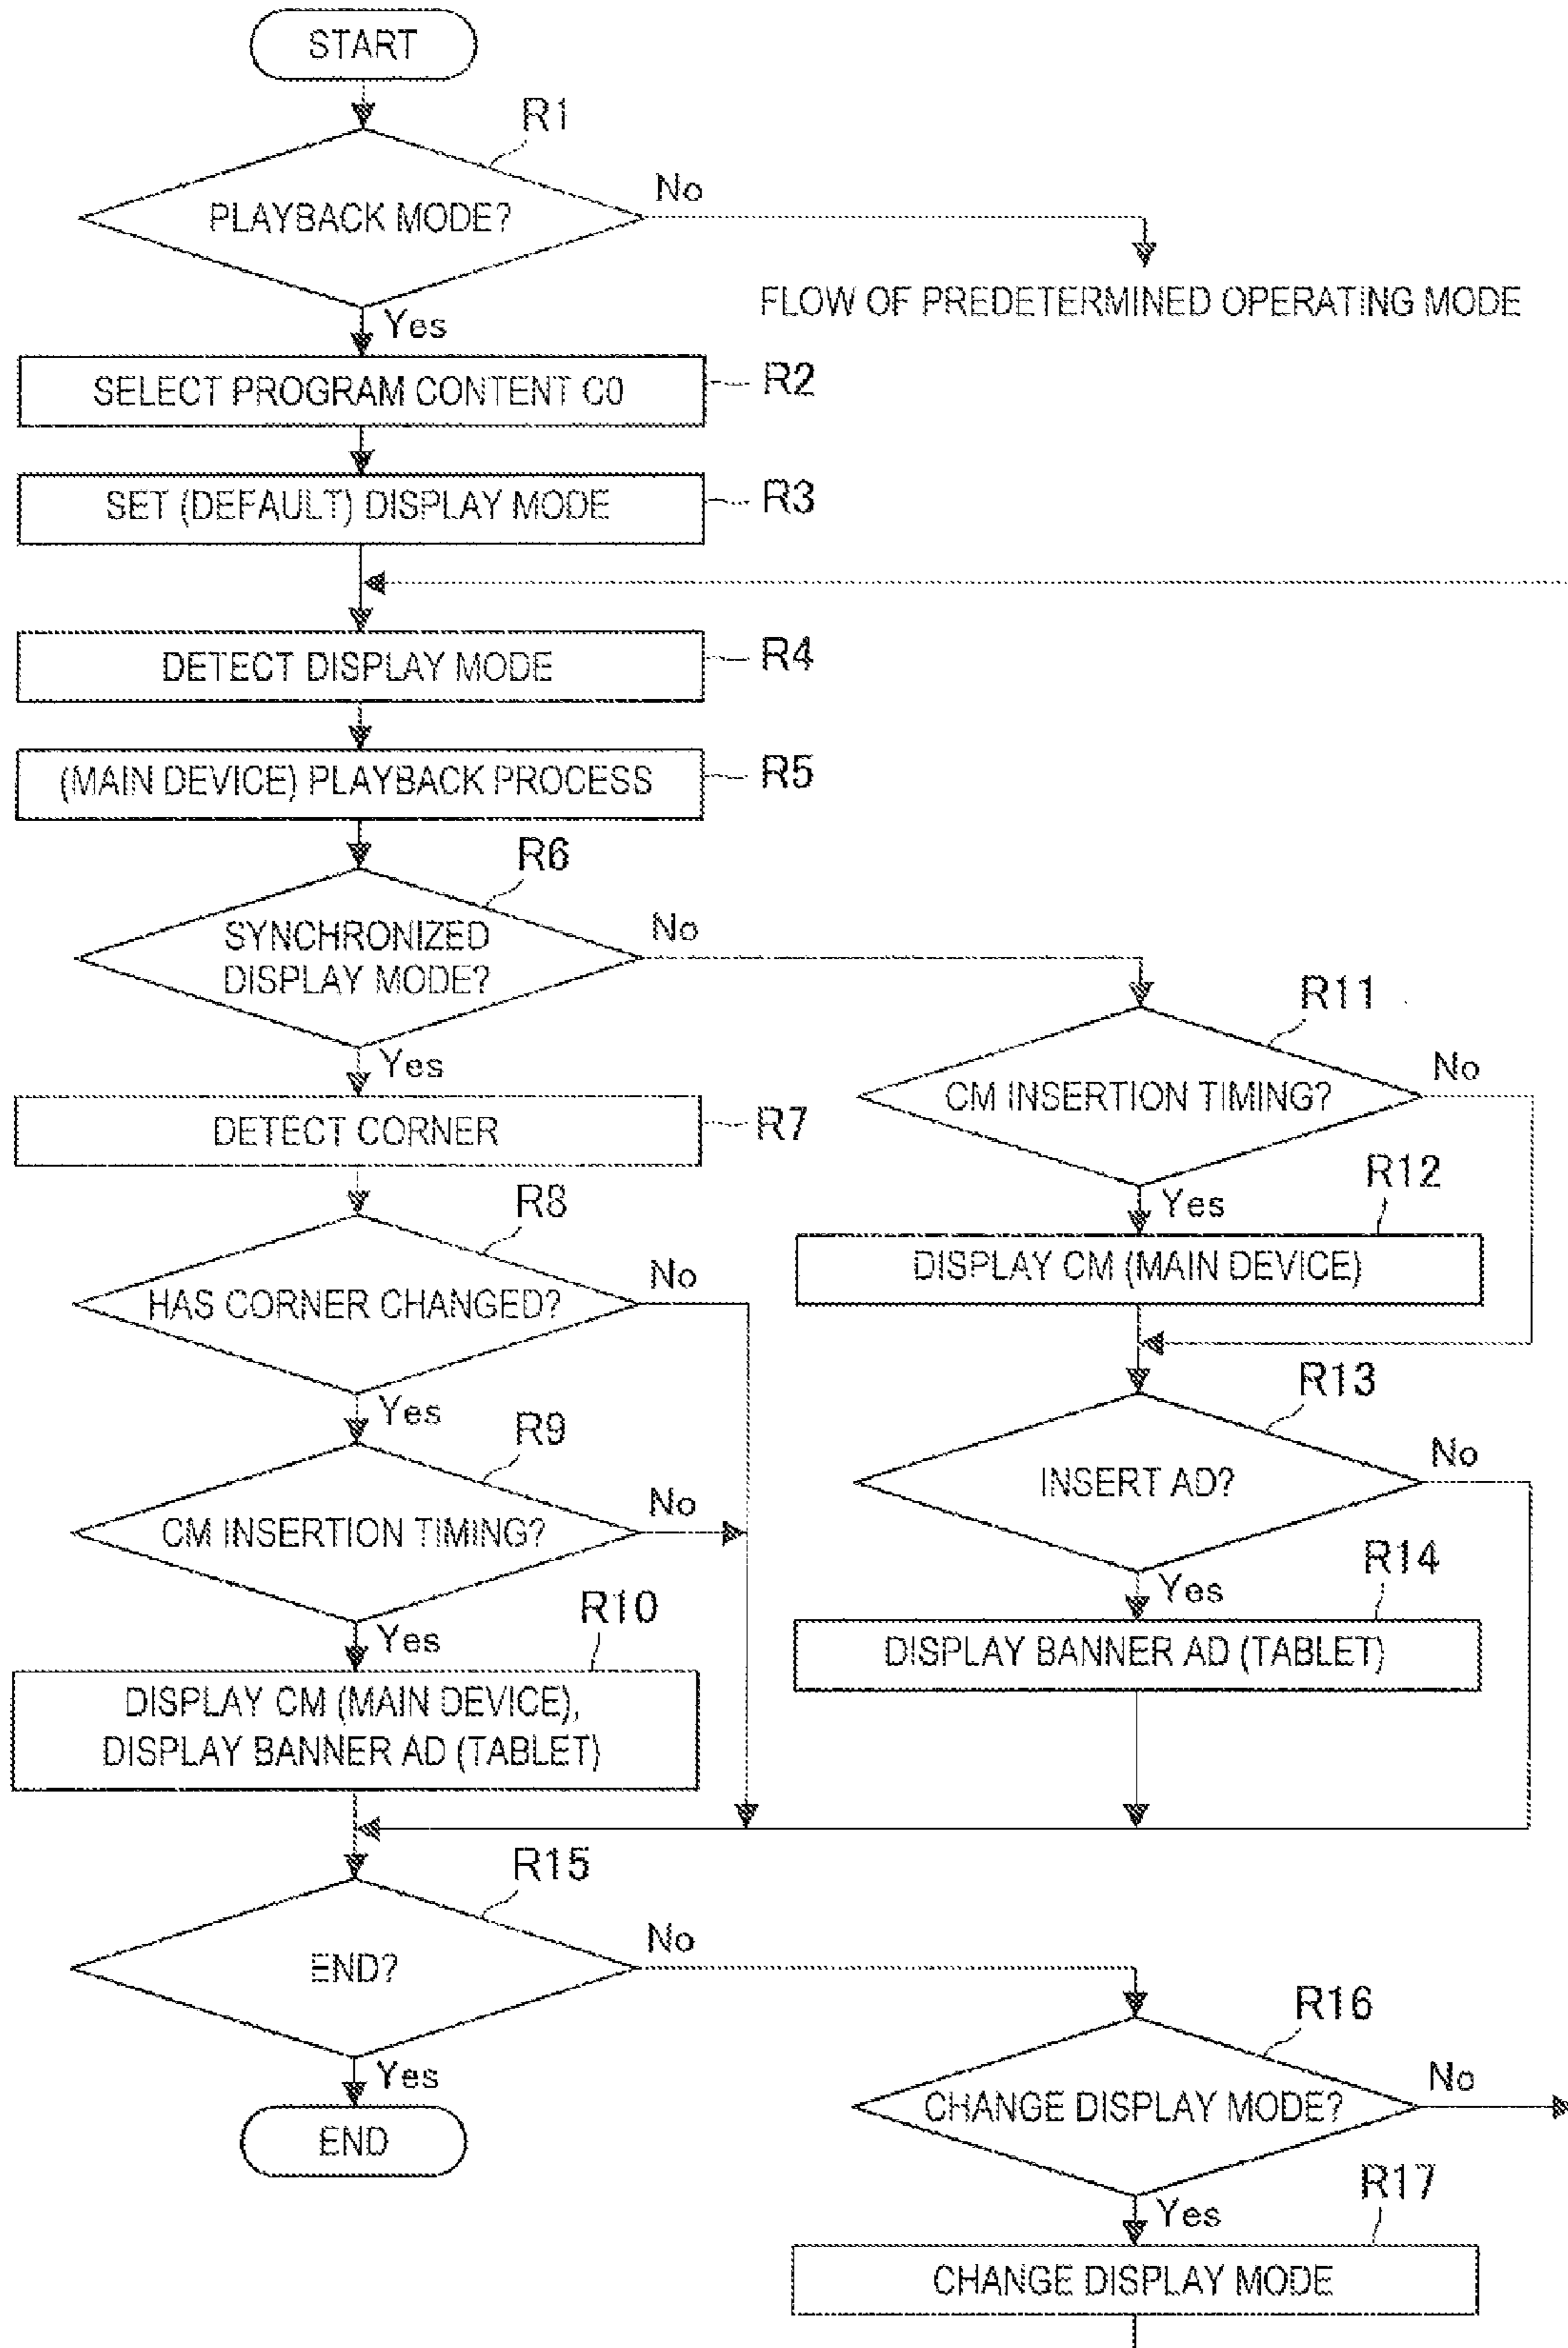 START
R1
PLAYBACK MODE?
No
Yes
FLOW OF PREDETERMINED OPERATING MODE
SELECT PROGRAM CONTENT C0
R2
SET (DEFAULT) DISPLAY MODE
R3
DETECT DISPLAY MODE
R4
(MAIN DEVICE) PLAYBACK PROCESS
R5
R6
SYNCHRONIZED
DISPLAY MODE?
No
Yes
DETECT CORNER
R7
R8
HAS CORNER CHANGED?
No
Yes
R9
CM INSERTION TIMING?
No
Yes
R10
DISPLAY CM (MAIN DEVICE),
DISPLAY BANNER AD (TABLET)
R11
CM INSERTION TIMING?
No
Yes
R12
DISPLAY CM (MAIN DEVICE)
R13
INSERT AD?
No
Yes
R14
DISPLAY BANNER AD (TABLET)
R15
END?
No
Yes
END
R16
CHANGE DISPLAY MODE?
No
Yes
R17
CHANGE DISPLAY MODE